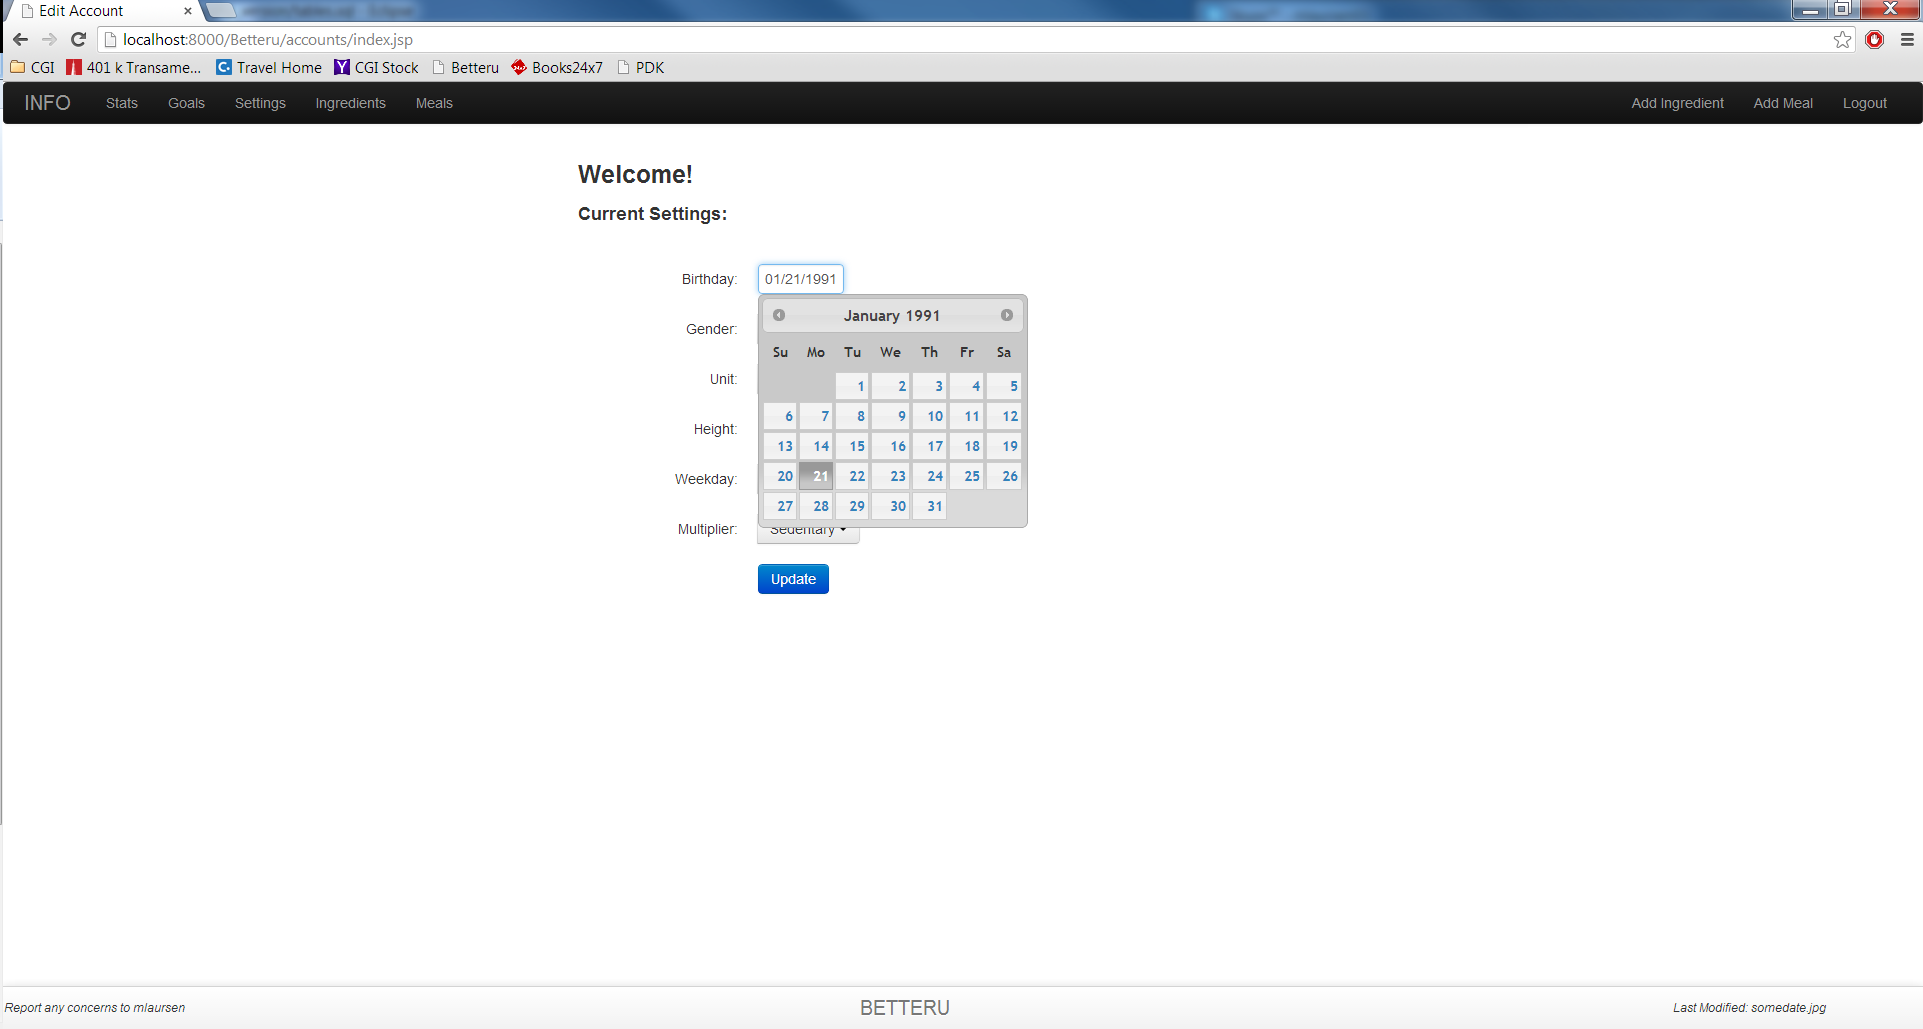 Edit Account
localhost:8000/Betteru/accounts/index.jsp
CGI 401 k Transame... Travel Home CGI Stock Betteru Books24x7 PDK
INFO Stats Goals Settings Ingredients Meals Add Ingredient Add Meal Logout
Welcome!
Current Settings:
Birthday: 01/21/1991
January 1991
Su Mo Tu We Th Fr Sa
1 2 3 4 5
6 7 8 9 10 11 12
13 14 15 16 17 18 19
20 21 22 23 24 25 26
27 28 29 30 31
Gender:
Unit:
Height:
Weekday:
Multiplier: Sedentary
Update
Report any concerns to mlaursen BETTERU Last Modified: somedate.jpg